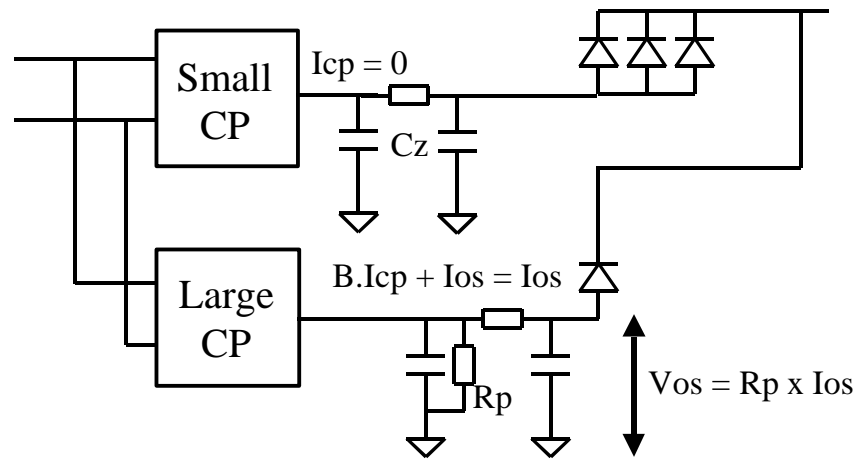 Small
CP
Icp = 0
Cz
Large
CP
B.Icp + Ios = Ios
Rp
Vos = Rp x Ios